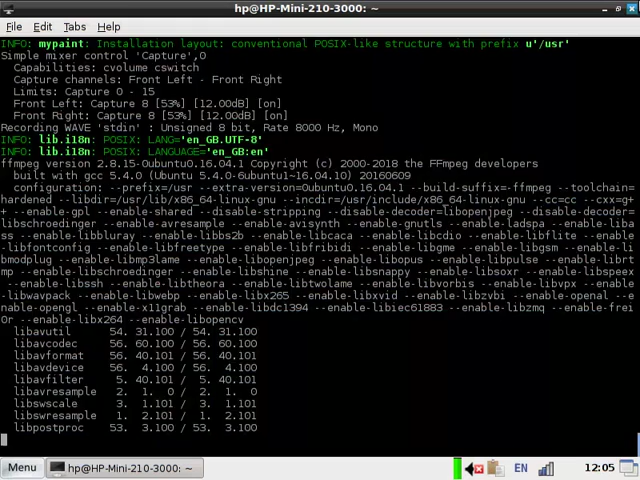 hp@HP-Mini-210-3000: ~
File Edit Tabs Help
INFO: mypaint: Installation layout: conventional POSIX-like structure with prefix u'/usr'
Simple mixer control 'Capture',0
Capabilities: cvolume cswitch
Capture channels: Front Left - Front Right
Limits: Capture 0 - 15
Front Left: Capture 8 [53%] [12.00dB] [on]
Front Right: Capture 8 [53%] [12.00dB] [on]
Recording WAVE 'stdin' : Unsigned 8 bit, Rate 8000 Hz, Mono
INFO: lib.i18n: POSIX: LANG='en_GB.UTF-8'
INFO: lib.i18n: POSIX: LANGUAGE='en_GB:en'
ffmpeg version 2.8.15-0ubuntu0.16.04.1 Copyright (c) 2000-2018 the FFmpeg developers
built with gcc 5.4.0 (Ubuntu 5.4.0-6ubuntu1~16.04.10) 20160609
configuration: --prefix=/usr --extra-version=0ubuntu0.16.04.1 --build-suffix=-ffmpeg --toolchain=
hardened --libdir=/usr/lib/x86_64-linux-gnu --incdir=/usr/include/x86_64-linux-gnu --cc=cc --cxx=g+
+ --enable-gpl --enable-shared --disable-stripping --disable-decoder=libopenjpeg --disable-decoder=
libschroedinger --enable-avresample --enable-avisynth --enable-gnutls --enable-ladspa --enable-liba
ss --enable-libbluray --enable-libbs2b --enable-libcaca --enable-libcdio --enable-libflite --enable
-libfontconfig --enable-libfreetype --enable-libfribidi --enable-libgme --enable-libgsm --enable-li
bmodplug --enable-libmp3lame --enable-libopenjpeg --enable-libopus --enable-libpulse --enable-librt
mp --enable-libschroedinger --enable-libshine --enable-libsnappy --enable-libsoxr --enable-libspeex
--enable-libssh --enable-libtheora --enable-libtwolame --enable-libvorbis --enable-libvpx --enable
-libwavpack --enable-libwebp --enable-libx265 --enable-libxvid --enable-libzvbi --enable-openal --e
nable-opengl --enable-x11grab --enable-libdc1394 --enable-libiec61883 --enable-libzmq --enable-frei
0r --enable-libx264 --enable-libopencv
libavutil 54. 31.100 / 54. 31.100
libavcodec 56. 60.100 / 56. 60.100
libavformat 56. 40.101 / 56. 40.101
libavdevice 56. 4.100 / 56. 4.100
libavfilter 5. 40.101 / 5. 40.101
libavresample 2. 1. 0 / 2. 1. 0
libswscale 3. 1.101 / 3. 1.101
libswresample 1. 2.101 / 1. 2.101
libpostproc 53. 3.100 / 53. 3.100
Menu hp@HP-Mini-210-3000: ~ EN 12:05